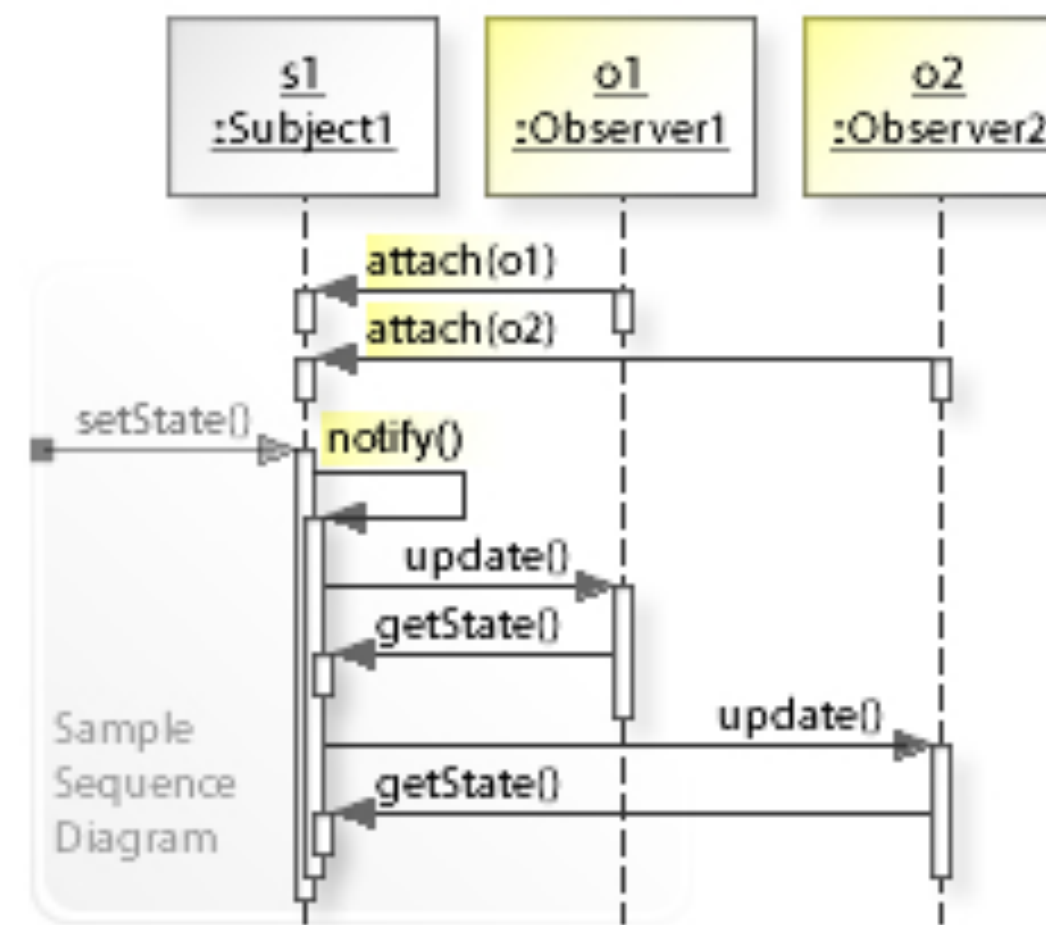 s1
:Subject1
o1
:Observer1
o2
:Observer2
attach(o1)
attach(o2)
setState()
notify()
update()
getState()
update()
getState()
Sample
Sequence
Diagram